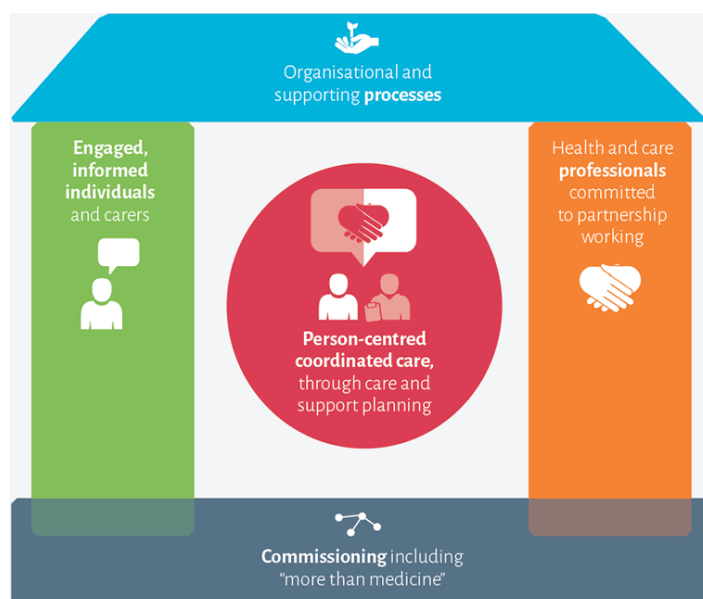 Organisational and
supporting processes
Engaged,
informed
individuals
and carers
Health and care
professionals
committed
to partnership
working
Person-centred
coordinated care,
through care and
support planning
Commissioning including
“more than medicine”